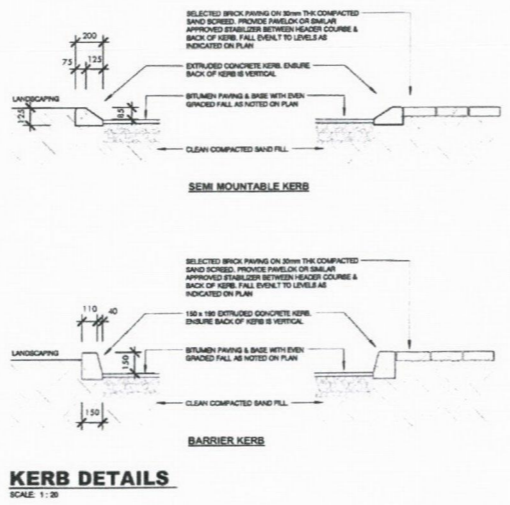 SELECTED BRICK PAVING ON 30mm THK COMPACTED
SAND SCREED. PROVIDE PAVELOK OR SIMILAR
APPROVED STABILIZER BETWEEN HEADER COURSE &
BACK OF KERB. FALL EVENLT TO LEVELS AS
INDICATED ON PLAN
200
75
125
EXTRUDED CONCRETE KERB. ENSURE
BACK OF KERB IS VERTICAL
LANDSCAPING
125
85
BITUMEN PAVING & BASE WITH EVEN
GRADED FALL AS NOTED ON PLAN
CLEAN COMPACTED SAND FILL
SEMI MOUNTABLE KERB
SELECTED BRICK PAVING ON 30mm THK COMPACTED
SAND SCREED. PROVIDE PAVELOK OR SIMILAR
APPROVED STABILIZER BETWEEN HEADER COURSE &
BACK OF KERB. FALL EVENLT TO LEVELS AS
INDICATED ON PLAN
110
40
150 x 190 EXTRUDED CONCRETE KERB.
ENSURE BACK OF KERB IS VERTICAL
LANDSCAPING
150
BITUMEN PAVING & BASE WITH EVEN
GRADED FALL AS NOTED ON PLAN
CLEAN COMPACTED SAND FILL
150
BARRIER KERB
KERB DETAILS
SCALE: 1 : 20